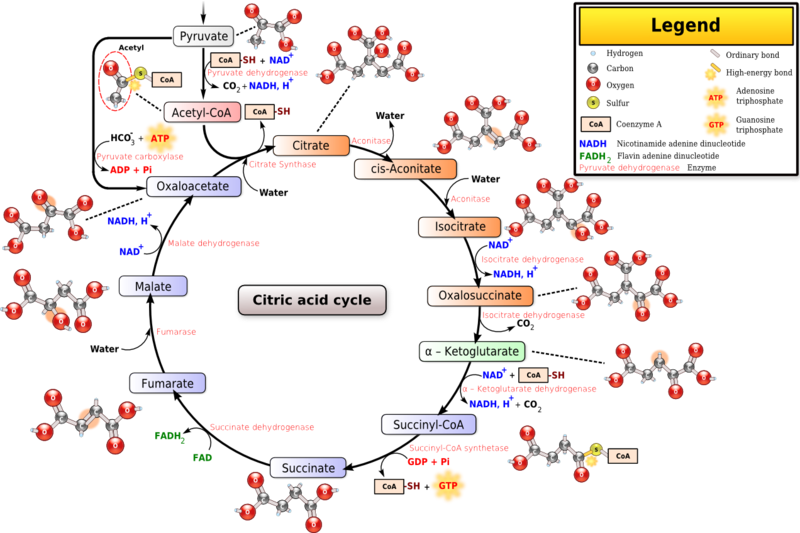 Pyruvate
Acetyl
CoA -SH + NAD+
Pyruvate dehydrogenase
CO2 + NADH, H+
S CoA
Acetyl-CoA
CoA -SH
HCO3- + ATP
Pyruvate carboxylase
ADP + Pi
Citrate
Citrate Synthase
Water
Oxaloacetate
Water
Aconitase
cis-Aconitate
Water
Aconitase
Isocitrate
NAD+
Isocitrate dehydrogenase
NADH, H+
Oxalosuccinate
Isocitrate dehydrogenase
CO2
α – Ketoglutarate
NAD+ + CoA -SH
α – Ketoglutarate dehydrogenase
NADH, H+ + CO2
Succinyl-CoA
Succinyl-CoA synthetase
GDP + Pi
CoA -SH + GTP
S CoA
Succinate
Succinate dehydrogenase
FADH2
FAD
Fumarate
Fumarase
Water
Malate
Malate dehydrogenase
NADH, H+
NAD+
Citric acid cycle
Legend
Hydrogen
Carbon
Oxygen
S Sulfur
CoA Coenzyme A
Ordinary bond
High-energy bond
ATP Adenosine
triphosphate
GTP Guanosine
triphosphate
NADH Nicotinamide adenine dinucleotide
FADH2 Flavin adenine dinucleotide
Pyruvate dehydrogenase Enzyme